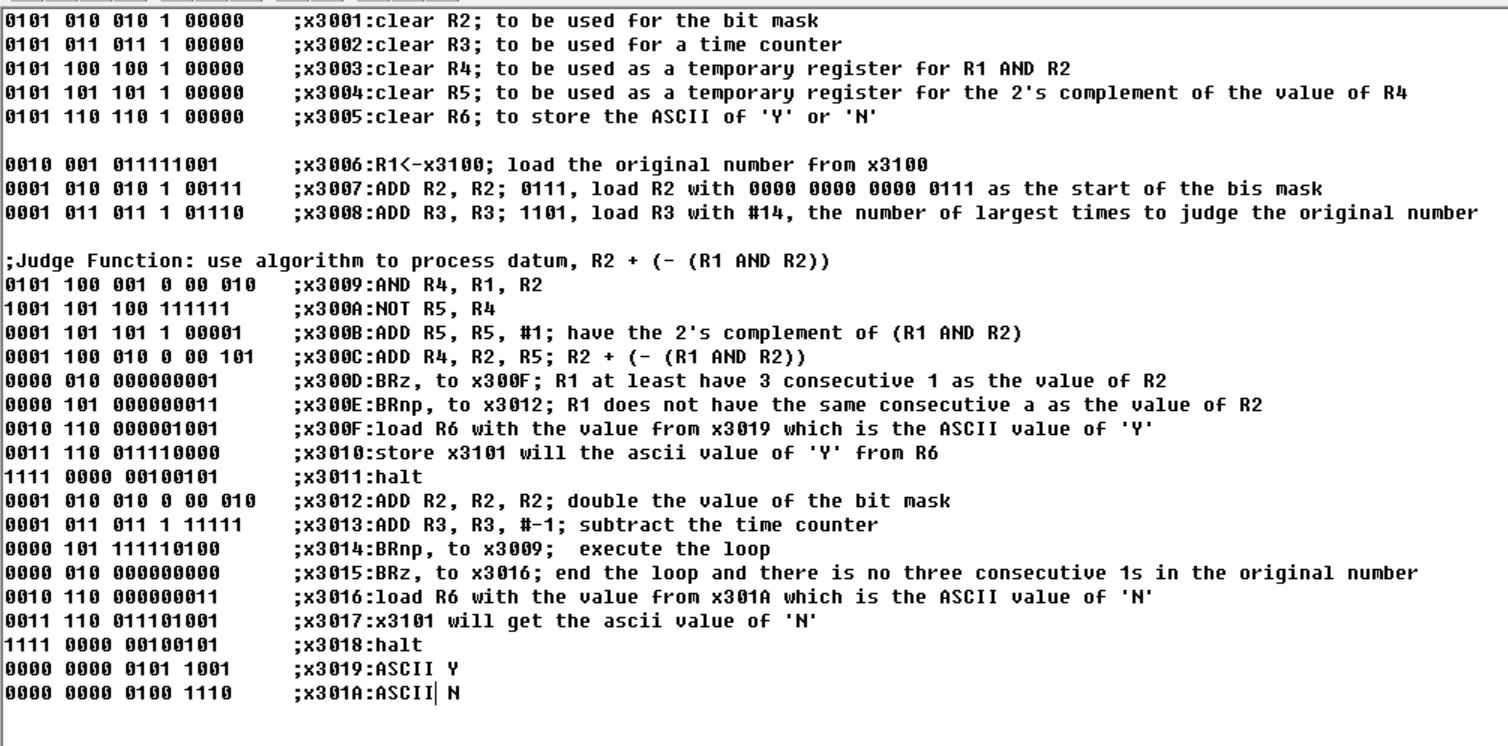 0101 010 010 1 00000 ;x3001:clear R2; to be used for the bit mask
0101 011 011 1 00000 ;x3002:clear R3; to be used for a time counter
0101 100 100 1 00000 ;x3003:clear R4; to be used as a temporary register for R1 AND R2
0101 101 101 1 00000 ;x3004:clear R5; to be used as a temporary register for the 2's complement of the value of R4
0101 110 110 1 00000 ;x3005:clear R6; to store the ASCII of 'Y' or 'N'
0010 001 011111001 ;x3006:R1<-x3100; load the original number from x3100
0001 010 010 1 00111 ;x3007:ADD R2, R2; 0111, load R2 with 0000 0000 0000 0111 as the start of the bis mask
0001 011 011 1 01110 ;x3008:ADD R3, R3; 1101, load R3 with #14, the number of largest times to judge the original number
;Judge Function: use algorithm to process datum, R2 + (- (R1 AND R2))
0101 100 001 0 00 010 ;x3009:AND R4, R1, R2
1001 101 100 111111 ;x300A:NOT R5, R4
0001 101 101 1 00001 ;x300B:ADD R5, R5, #1; have the 2's complement of (R1 AND R2)
0001 100 010 0 00 101 ;x300C:ADD R4, R2, R5; R2 + (- (R1 AND R2))
0000 010 000000001 ;x300D:BRz, to x300F; R1 at least have 3 consecutive 1 as the value of R2
0000 101 000000011 ;x300E:BRnp, to x3012; R1 does not have the same consecutive a as the value of R2
0010 110 000001001 ;x300F:load R6 with the value from x3019 which is the ASCII value of 'Y'
0011 110 011110000 ;x3010:store x3101 will the ascii value of 'Y' from R6
1111 0000 00100101 ;x3011:halt
0001 010 010 0 00 010 ;x3012:ADD R2, R2, R2; double the value of the bit mask
0001 011 011 1 11111 ;x3013:ADD R3, R3, #-1; subtract the time counter
0000 101 111110100 ;x3014:BRnp, to x3009; execute the loop
0000 010 000000000 ;x3015:BRz, to x3016; end the loop and there is no three consecutive 1s in the original number
0010 110 000000011 ;x3016:load R6 with the value from x301A which is the ASCII value of 'N'
0011 110 011101001 ;x3017:x3101 will get the ascii value of 'N'
1111 0000 00100101 ;x3018:halt
0000 0000 0101 1001 ;x3019:ASCII Y
0000 0000 0100 1110 ;x301A:ASCII N